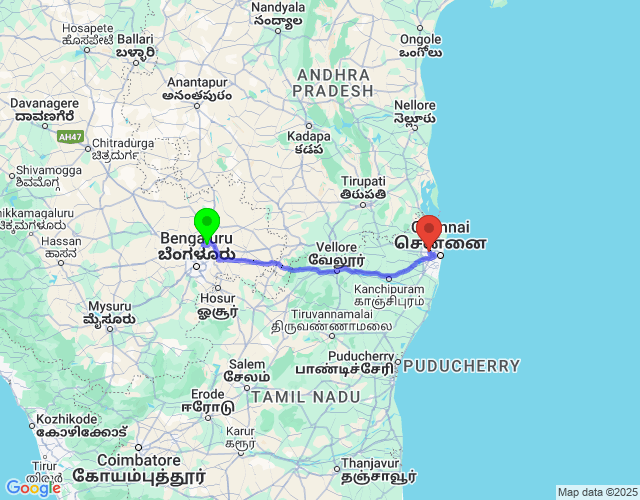 Nandyala
నంద్యాల
Hosapete
ಹೊಸಪೇಟೆ
Ballari
ಬಳ್ಳಾರಿ
Ongole
ఒంగోలు
ANDHRA
PRADESH
Anantapur
అనంతపురం
Davanagere
ದಾವಣಗೆರೆ
AH47
Nellore
నెల్లూరు
Kadapa
కడప
Chitradurga
ಚಿತ್ರದುರ್ಗ
Shivamogga
ಶಿವಮೊಗ್ಗ
Tirupati
తిరుపతి
hikkamagaluru
ಚಿಕ್ಕಮಗಳೂರು
Hassan
ಹಾಸನ
Bengaluru
ಬೆಂಗಳೂರು
Chennai
சென்னை
Vellore
வேலூர்
Kanchipuram
காஞ்சிபுரம்
Hosur
ஓசூர்
Mysuru
ಮೈಸೂರು
Tiruvannamalai
திருவண்ணாமலை
Puducherry
பாண்டிச்சேரி
PUDUCHERRY
Salem
சேலம்
TAMIL NADU
Erode
ஈரோடு
Kozhikode
കോഴിക്കോട്
Karur
கரூர்
Coimbatore
கோயம்புத்தூர்
Tirur
തിരൂർ
Thanjavur
தஞ்சாவூர்
Google
Map data ©2025